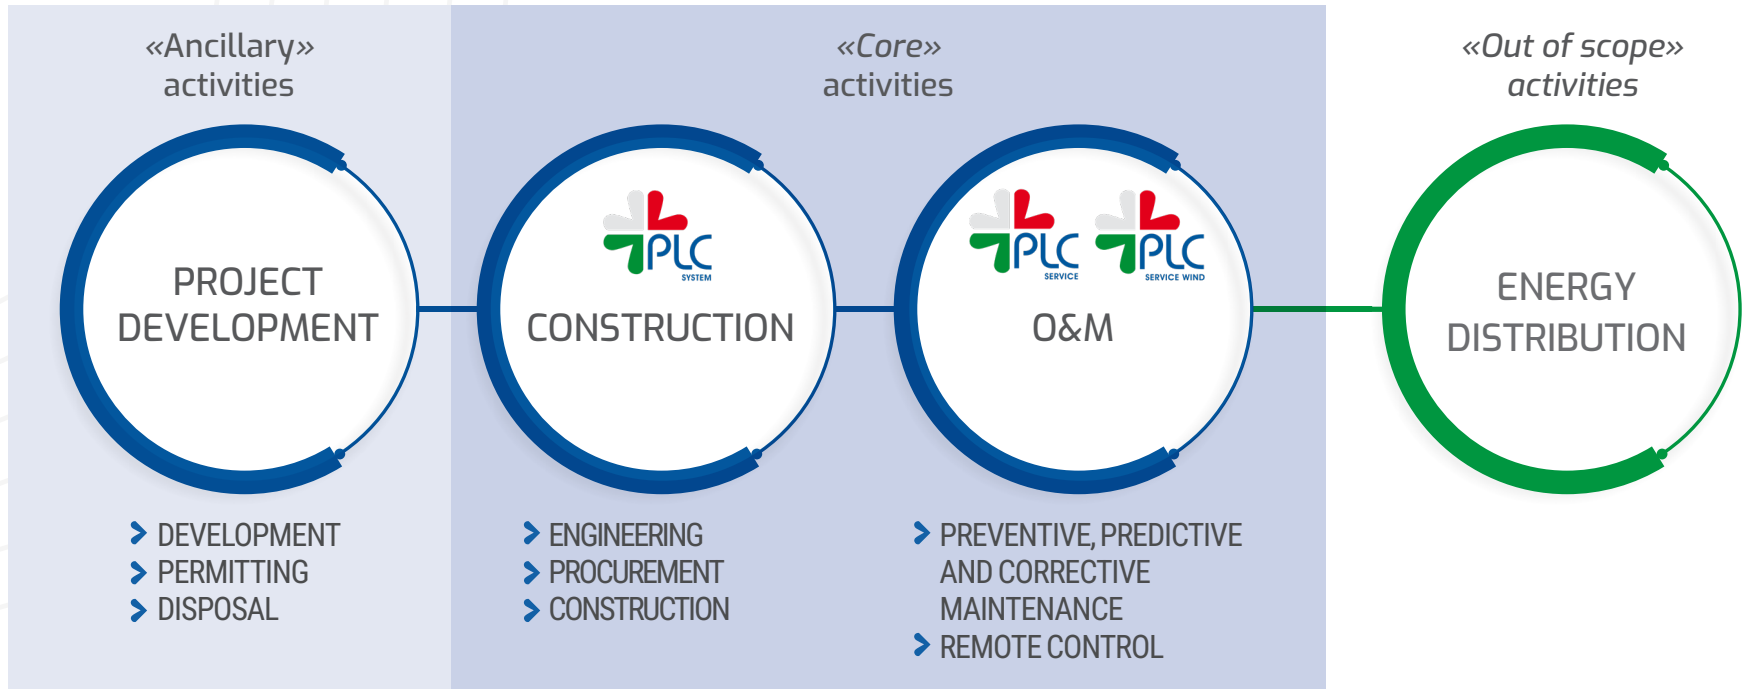 «Ancillary»
activities
PROJECT
DEVELOPMENT
DEVELOPMENT
PERMITTING
DISPOSAL
«Core»
activities
PLC
SYSTEM
CONSTRUCTION
ENGINEERING
PROCUREMENT
CONSTRUCTION
PLC
SERVICE
PLC
SERVICE WIND
O&M
PREVENTIVE, PREDICTIVE
AND CORRECTIVE
MAINTENANCE
REMOTE CONTROL
«Out of scope»
activities
ENERGY
DISTRIBUTION